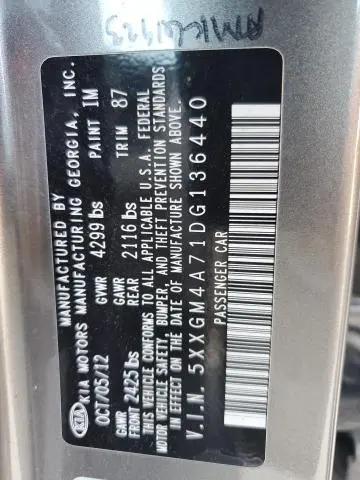 MANUFACTURED BY
KIA MOTORS MANUFACTURING GEORGIA, INC.
KIA
OCT/05/12 GVWR 4299 lbs PAINT 1M
GAWR FRONT 2425 lbs GAWR REAR 2116 lbs TRIM 87
THIS VEHICLE CONFORMS TO ALL APPLICABLE U.S.A. FEDERAL
MOTOR VEHICLE SAFETY, BUMPER, AND THEFT PREVENTION STANDARDS
IN EFFECT ON THE DATE OF MANUFACTURE SHOWN ABOVE.
V.I.N. 5XXGM4A71DG136440
PASSENGER CAR